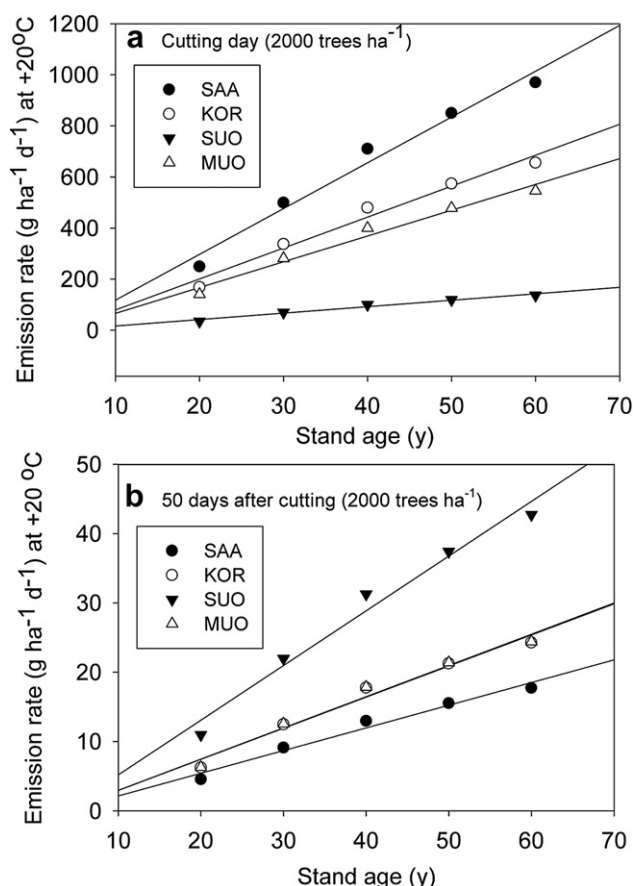 a Cutting day (2000 trees ha⁻¹)
SAA
KOR
SUO
MUO
Emission rate (g ha⁻¹ d⁻¹) at +20ºC
1200
1000
800
600
400
200
0
10 20 30 40 50 60 70
Stand age (y)
b 50 days after cutting (2000 trees ha⁻¹)
SAA
KOR
SUO
MUO
Emission rate (g ha⁻¹ d⁻¹) at +20 ºC
50
40
30
20
10
0
10 20 30 40 50 60 70
Stand age (y)